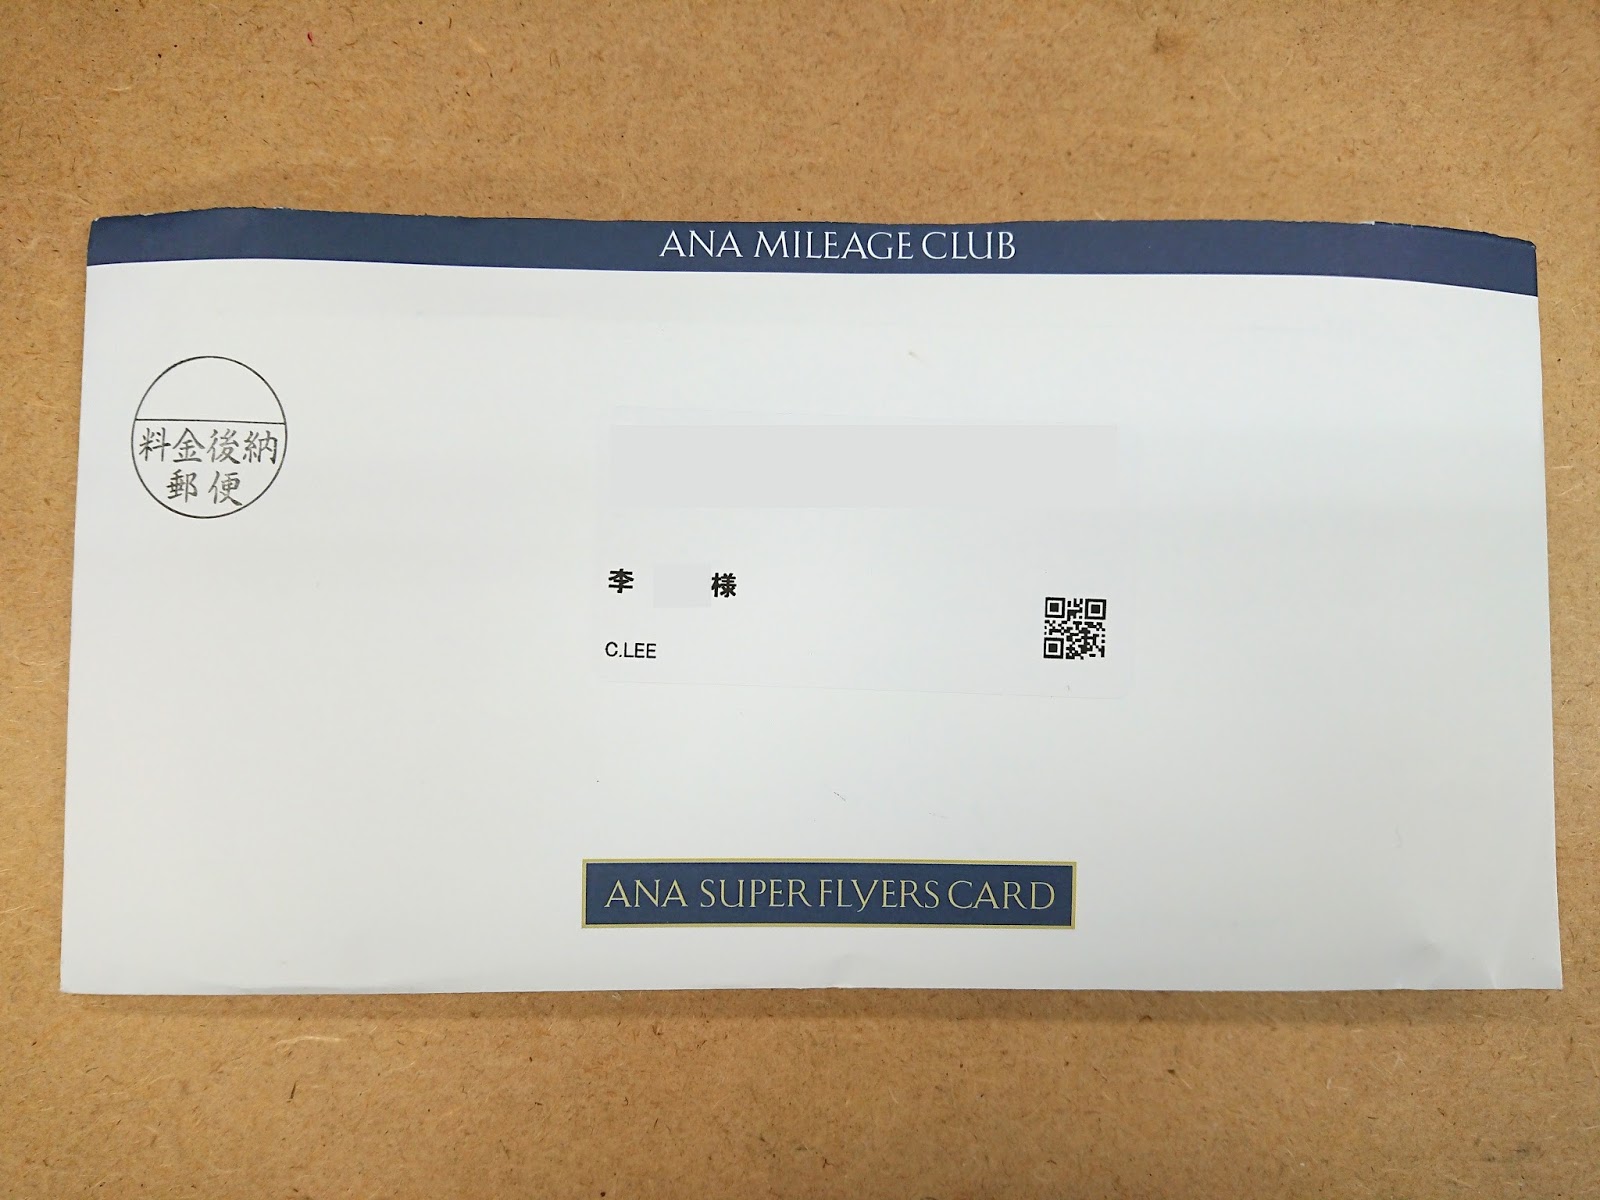 ANA MILEAGE CLUB
料金後納
郵便
李 様
C.LEE
ANA SUPER FLYERS CARD